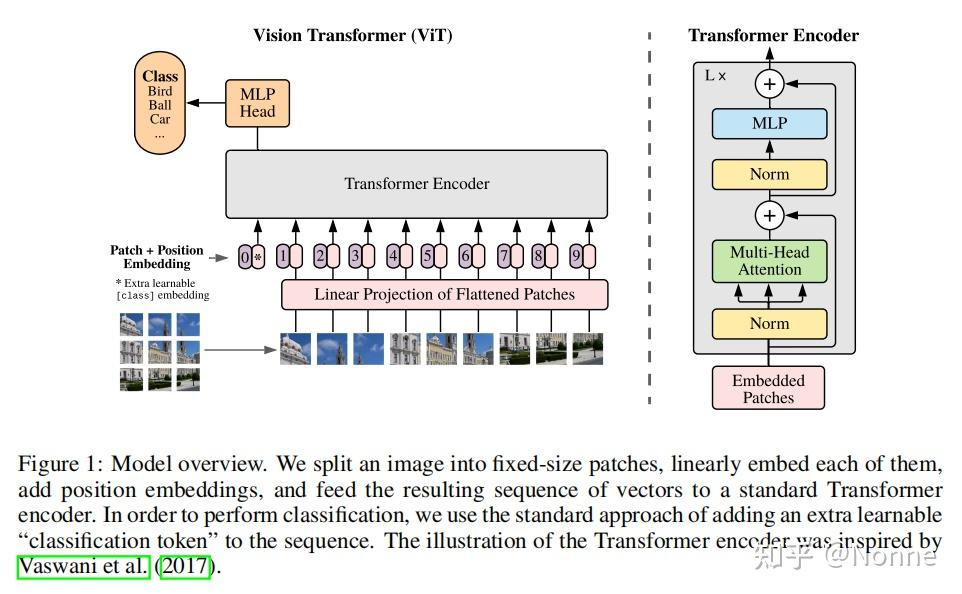 Vision Transformer (ViT)
Class
Bird
Ball
Car
...
MLP
Head
Transformer Encoder
Patch + Position
Embedding
* Extra learnable
[class] embedding
0 * 1 2 3 4 5 6 7 8 9
Linear Projection of Flattened Patches
Transformer Encoder
L ×
+
MLP
Norm
+
Multi-Head
Attention
Norm
Embedded
Patches
Figure 1: Model overview. We split an image into fixed-size patches, linearly embed each of them,
add position embeddings, and feed the resulting sequence of vectors to a standard Transformer
encoder. In order to perform classification, we use the standard approach of adding an extra learnable
“classification token” to the sequence. The illustration of the Transformer encoder was inspired by
Vaswani et al. (2017).
知乎 @Nonne